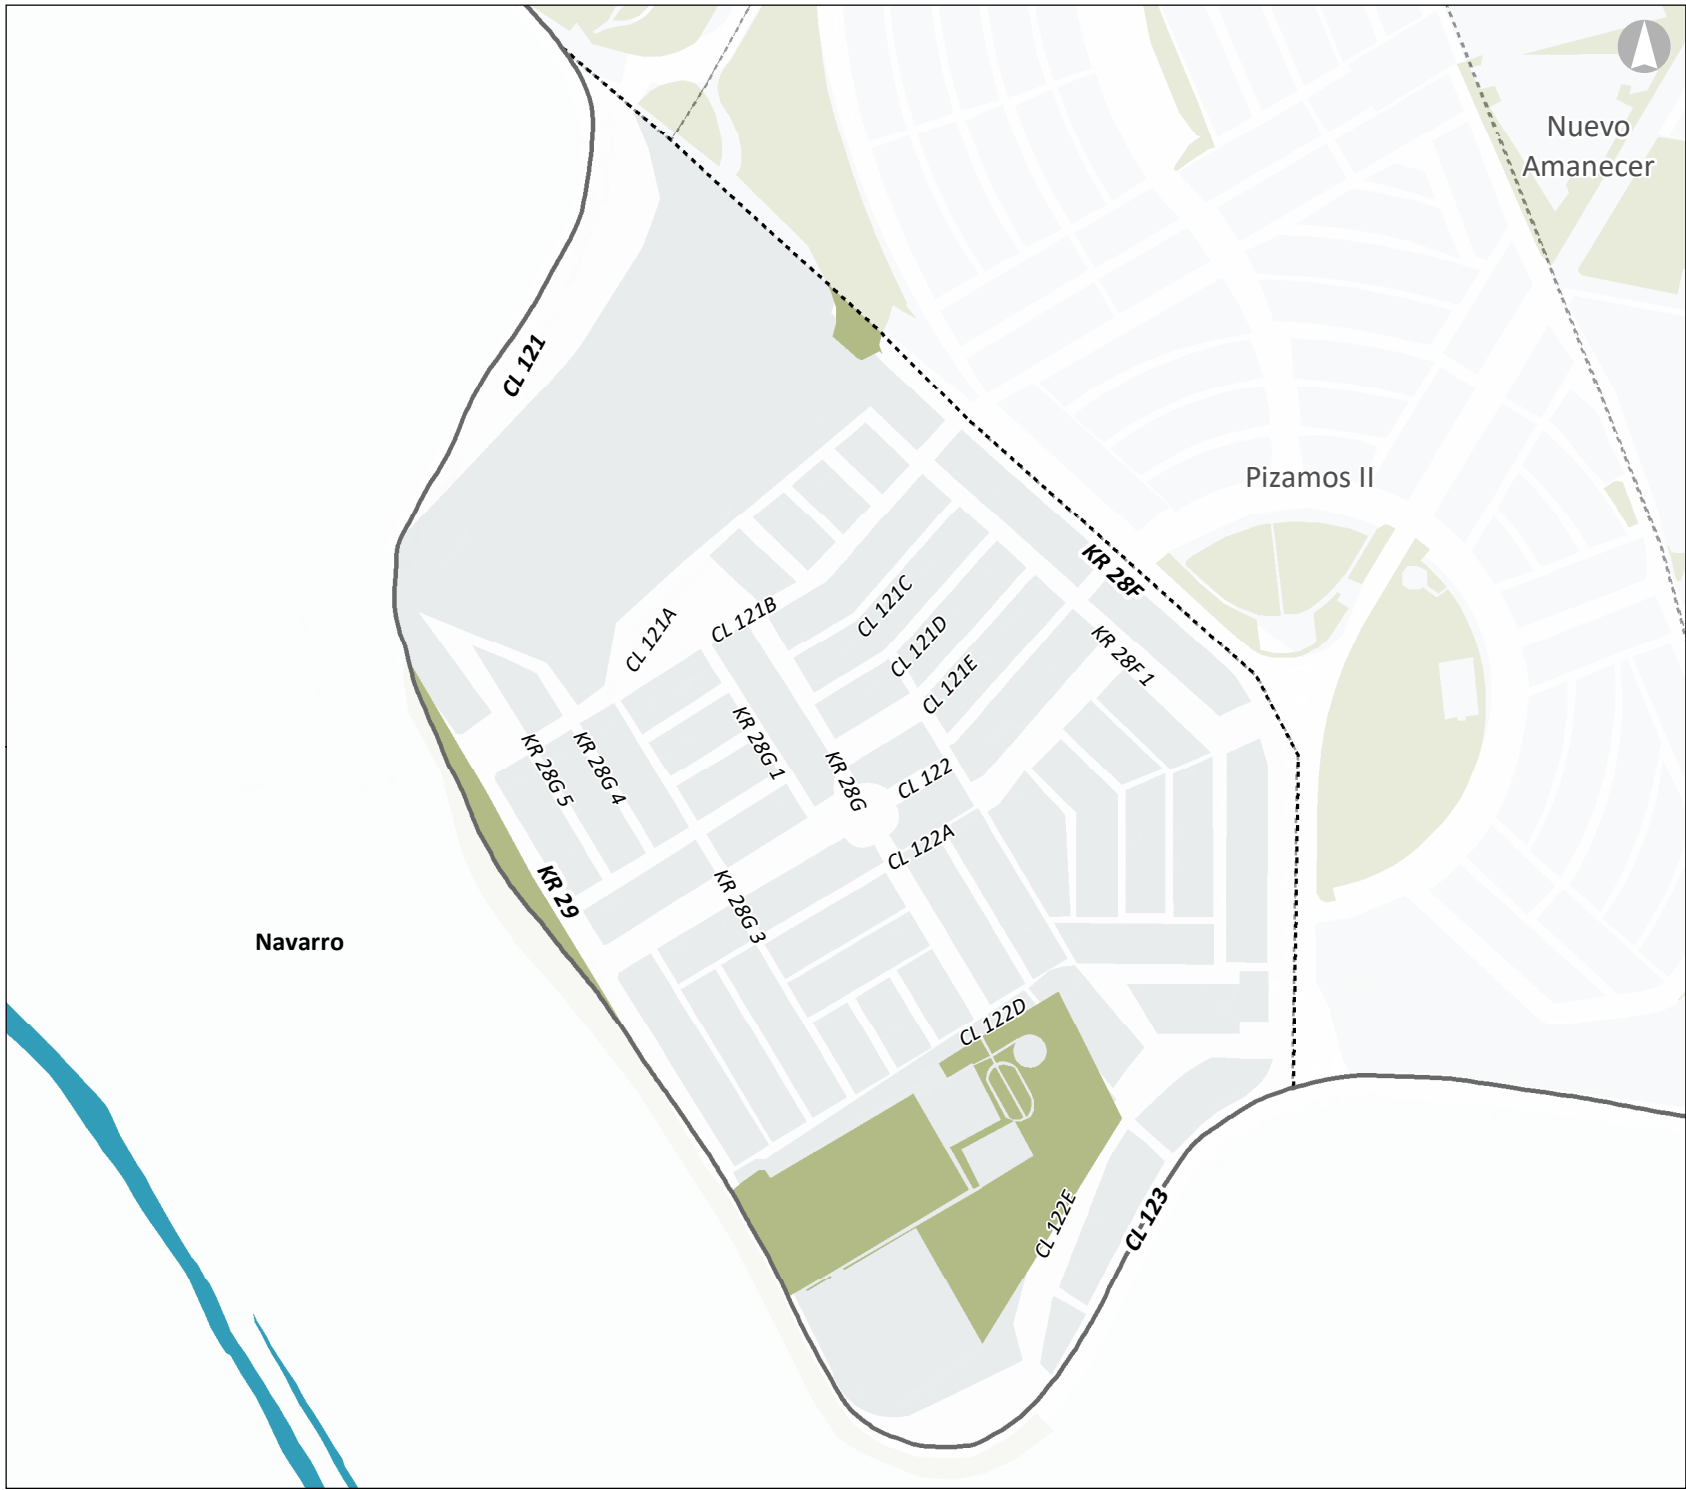 Nuevo
Amanecer
CL 121
Pizamos II
KR 28F
CL 121C
CL 121B
CL 121A
CL 121D
KR 28F 1
CL 121E
KR 28G 1
KR 28G 4
KR 28G 5
KR 28G
CL 122
CL 122A
KR 29
KR 28G 3
Navarro
CL 122D
CL 122E
CL 123